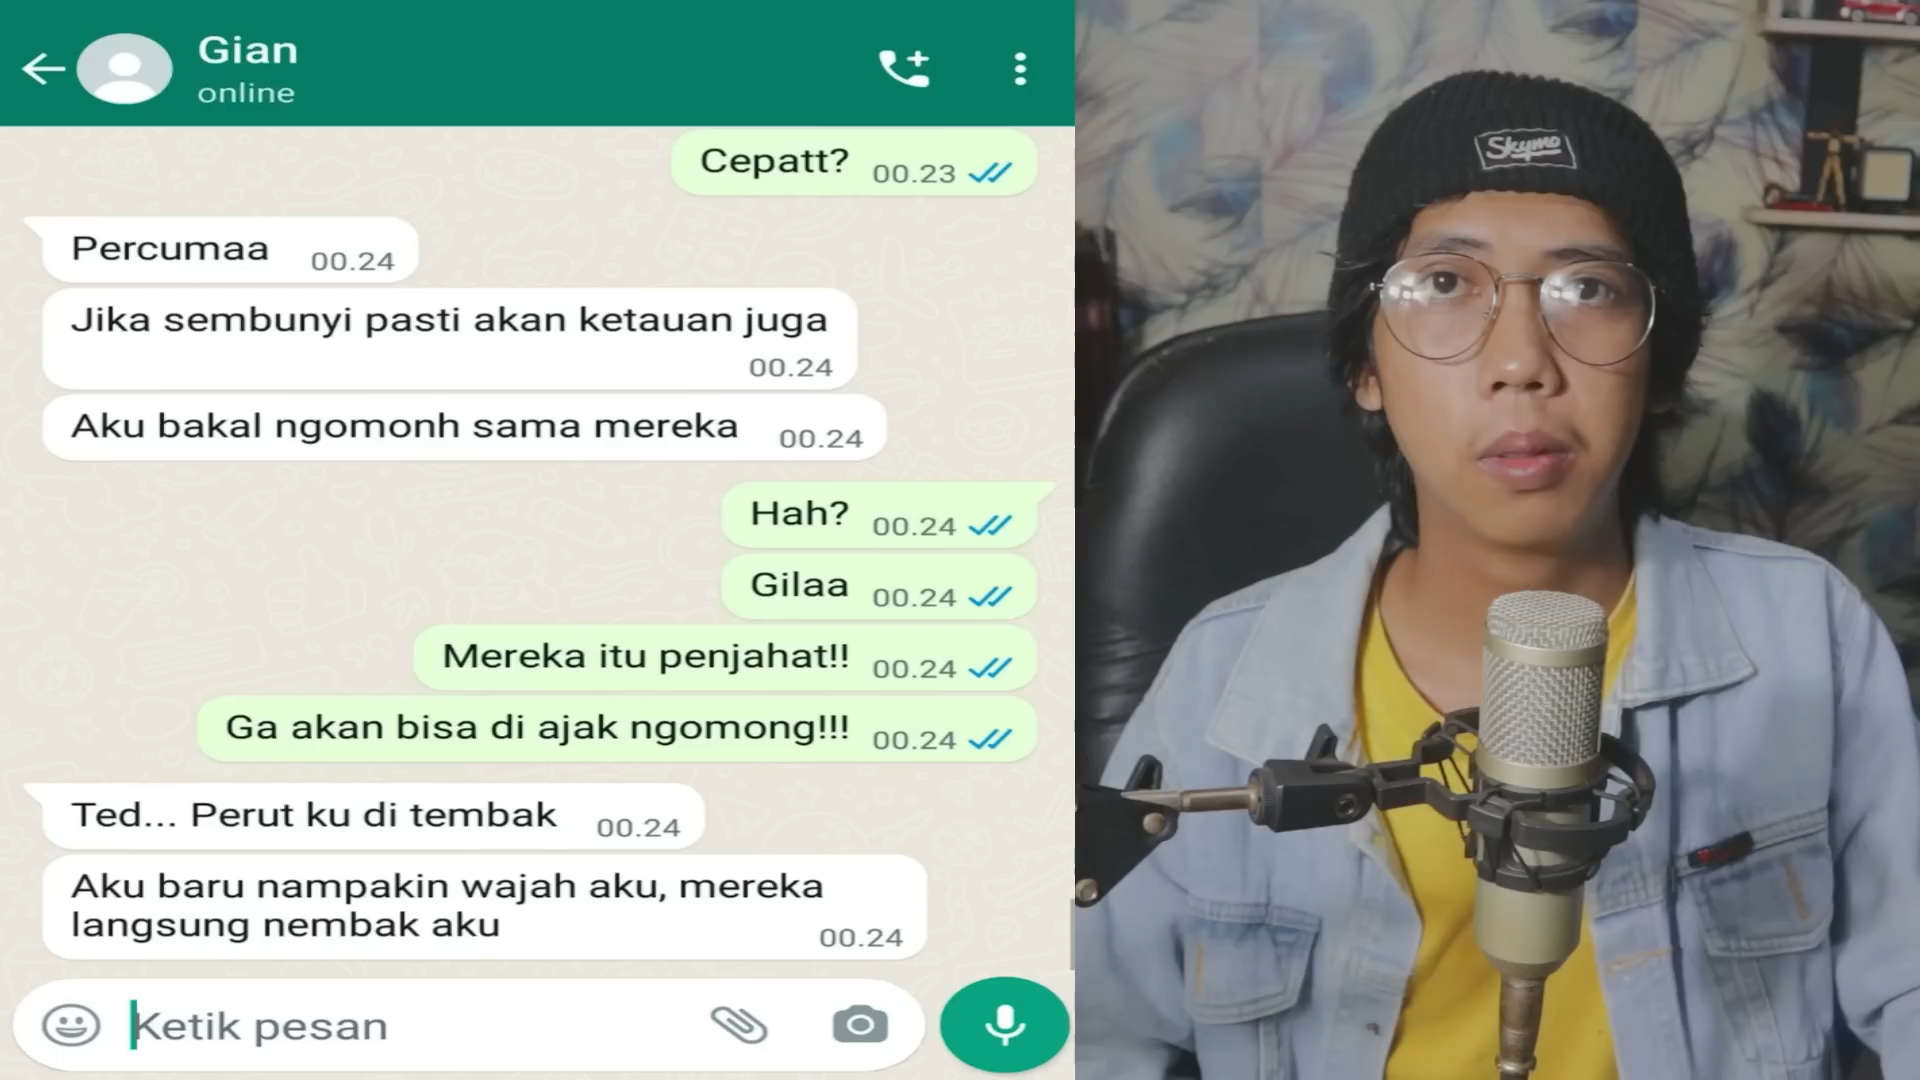 Gian
online
Cepatt? 00.23
Percumaa 00.24
Jika sembunyi pasti akan ketauan juga
00.24
Aku bakal ngomonh sama mereka 00.24
Hah? 00.24
Gilaa 00.24
Mereka itu penjahat!! 00.24
Ga akan bisa di ajak ngomong!!! 00.24
Ted... Perut ku di tembak 00.24
Aku baru nampakin wajah aku, mereka
langsung nembak aku 00.24
Ketik pesan
Skymo